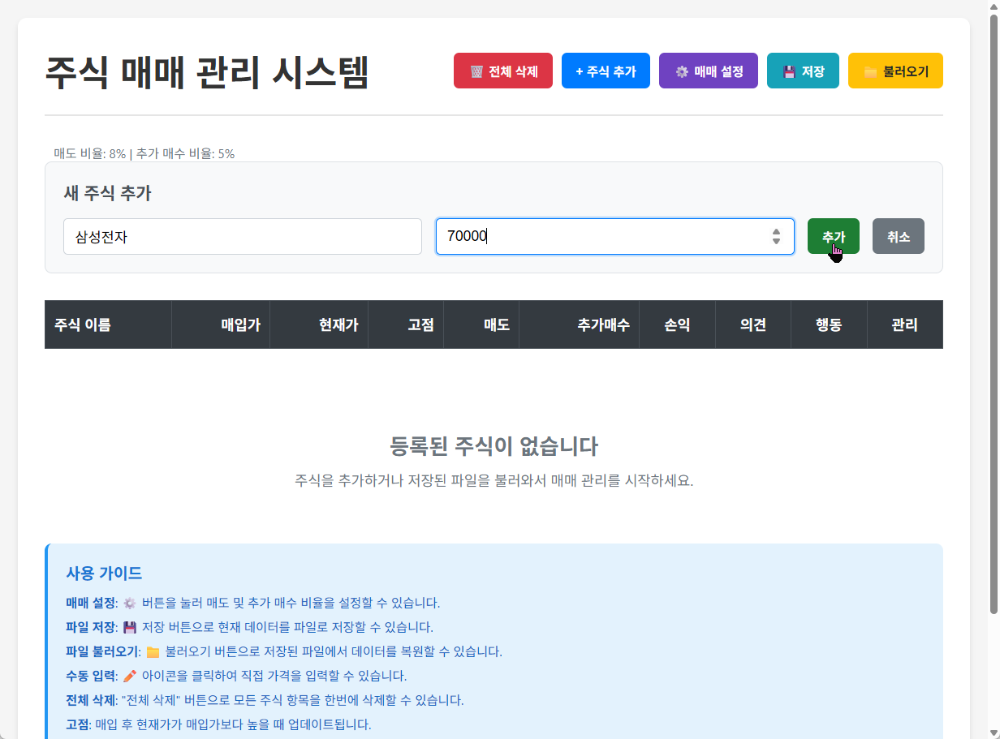 주식 매매 관리 시스템
🗑️ 전체 삭제
+ 주식 추가
⚙️ 매매 설정
💾 저장
📁 불러오기
매도 비율: 8% | 추가 매수 비율: 5%
새 주식 추가
삼성전자
70000
추가
취소
주식 이름 매입가 현재가 고점 매도 추가매수 손익 의견 행동 관리
등록된 주식이 없습니다
주식을 추가하거나 저장된 파일을 불러와서 매매 관리를 시작하세요.
사용 가이드
매매 설정: ⚙️ 버튼을 눌러 매도 및 추가 매수 비율을 설정할 수 있습니다.
파일 저장: 💾 저장 버튼으로 현재 데이터를 파일로 저장할 수 있습니다.
파일 불러오기: 📁 불러오기 버튼으로 저장된 파일에서 데이터를 복원할 수 있습니다.
수동 입력: ✏️ 아이콘을 클릭하여 직접 가격을 입력할 수 있습니다.
전체 삭제: "전체 삭제" 버튼으로 모든 주식 항목을 한번에 삭제할 수 있습니다.
고점: 매입 후 현재가가 매입가보다 높을 때 업데이트됩니다.